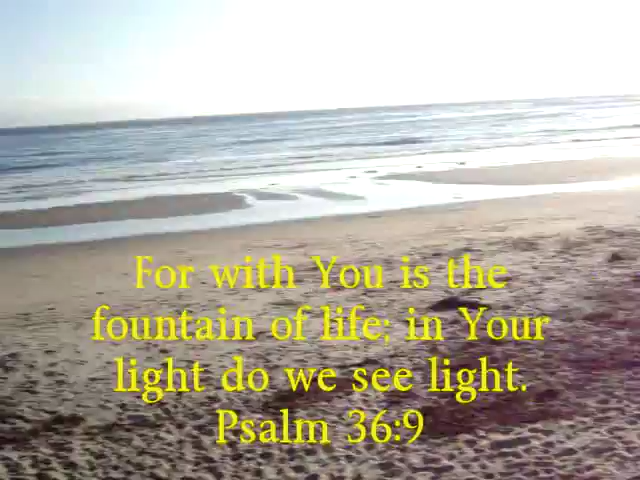 For with You is the
fountain of life; in Your
light do we see light.
Psalm 36:9